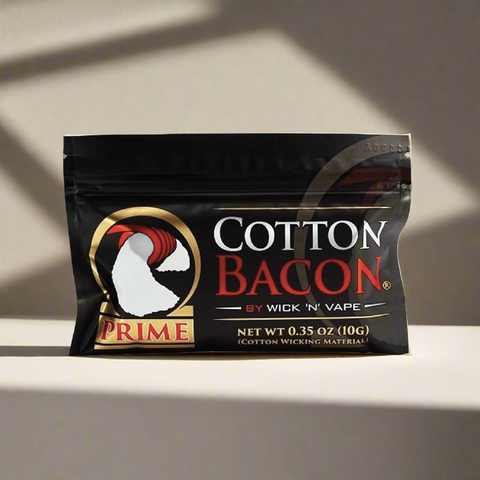 COTTON
BACON®
BY WICK 'N' VAPE
PRIME
NET WT 0.35 OZ (10G)
(COTTON WICKING MATERIAL)